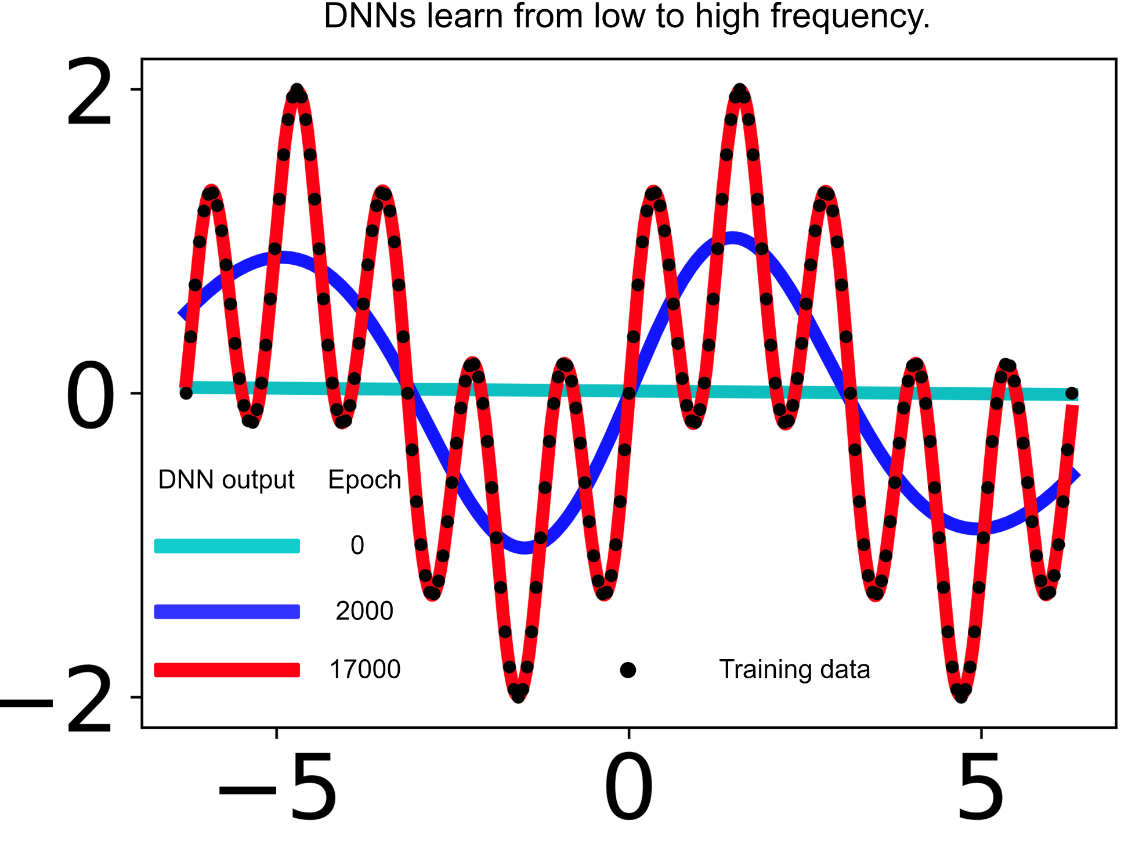 DNNs learn from low to high frequency.
2
0
−2
DNN output Epoch
0
2000
17000
Training data
−5 0 5